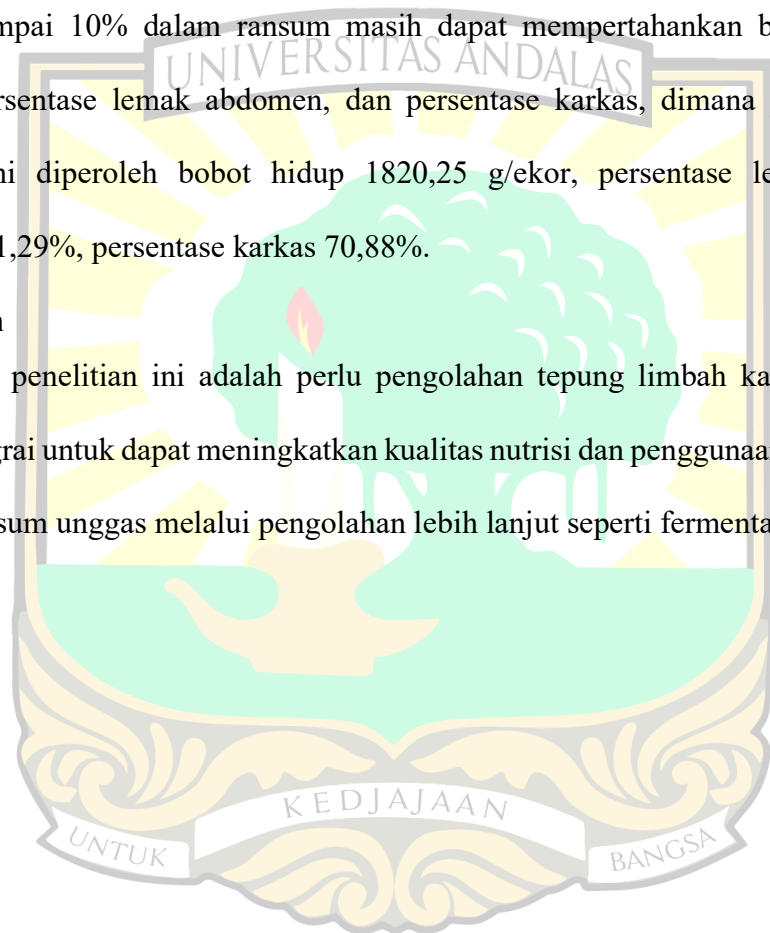 mpai 10% dalam ransum masih dapat mempertahankan b
UNIVERSITAS ANDALAS
rsentase lemak abdomen, dan persentase karkas, dimana
ni diperoleh bobot hidup 1820,25 g/ekor, persentase le
1,29%, persentase karkas 70,88%.
n
penelitian ini adalah perlu pengolahan tepung limbah ka
grai untuk dapat meningkatkan kualitas nutrisi dan penggunaan
sum unggas melalui pengolahan lebih lanjut seperti fermenta
KEDJAJAAN
UNTUK
BANGSA